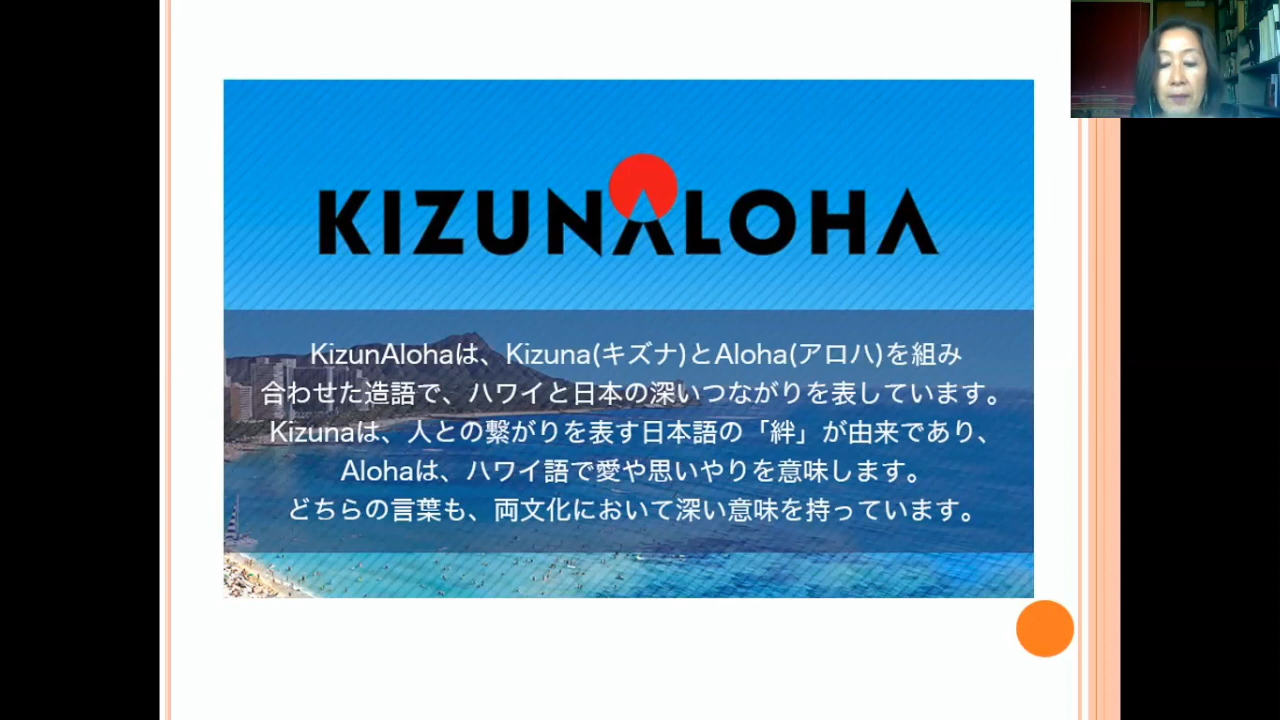 KIZUNALOHA
KizunAlohaは、Kizuna(キズナ)とAloha(アロハ)を組み
合わせた造語で、ハワイと日本の深いつながりを表しています。
Kizunaは、人との繋がりを表す日本語の「絆」が由来であり、
Alohaは、ハワイ語で愛や思いやりを意味します。
どちらの言葉も、両文化において深い意味を持っています。